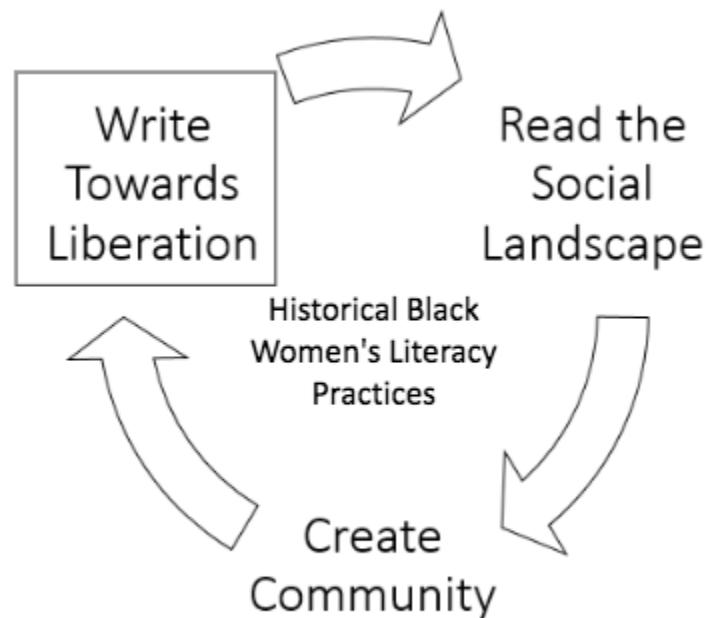 Write
Towards
Liberation
Read the
Social
Landscape
Historical Black
Women's Literacy
Practices
Create
Community